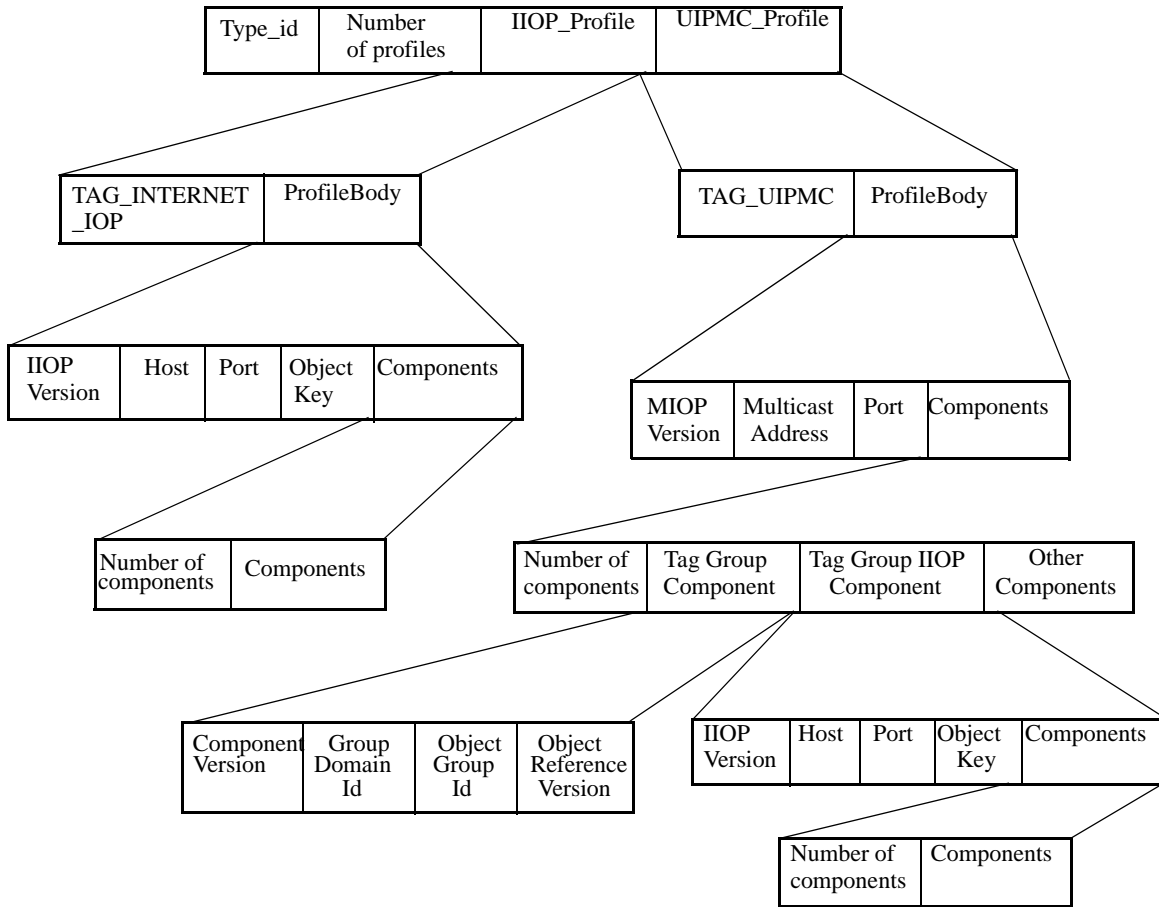 Type_id
Number
of profiles
IIOP_Profile
UIPMC_Profile
TAG_INTERNET
_IOP
ProfileBody
TAG_UIPMC
ProfileBody
IIOP
Version
Host
Port
Object
Key
Components
MIOP
Version
Multicast
Address
Port
Components
Number of
components
Components
Number of
components
Tag Group
Component
Tag Group IIOP
Component
Other
Components
Component
Version
Group
Domain
Id
Object
Group
Id
Object
Reference
Version
IIOP
Version
Host
Port
Object
Key
Components
Number of
components
Components